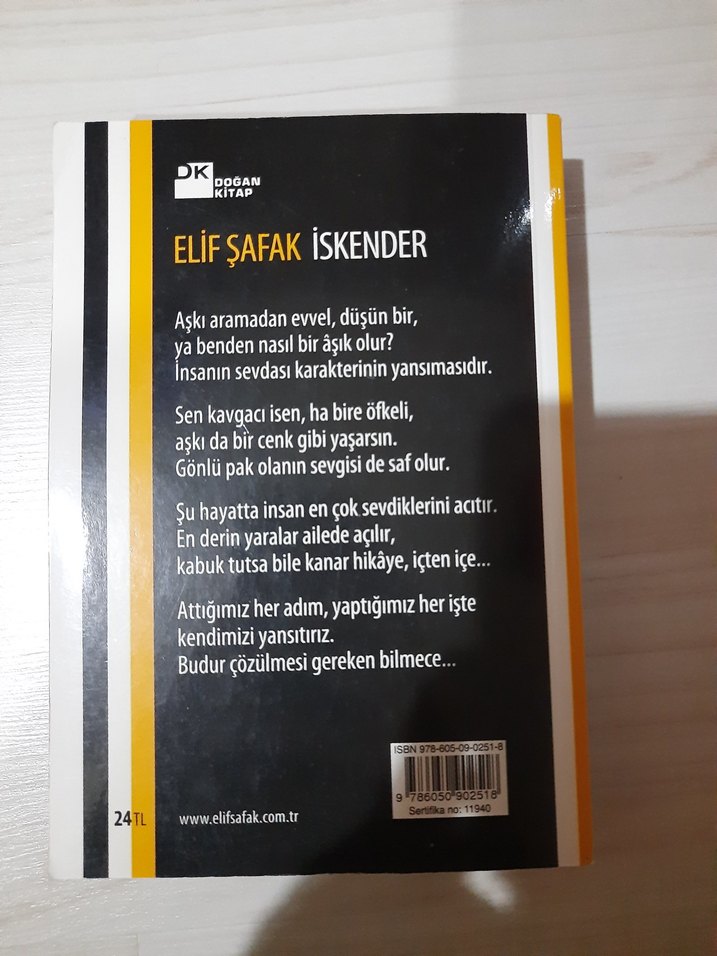 DK
DOĞAN
KİTAP
ELİF ŞAFAK İSKENDER
Aşkı aramadan evvel, düşün bir,
ya benden nasıl bir âşık olur?
İnsanın sevdası karakterinin yansımasıdır.
Sen kavgacı isen, ha bire öfkeli,
aşkı da bir cenk gibi yaşarsın.
Gönlü pak olanın sevgisi de saf olur.
Şu hayatta insan en çok sevdiklerini acıtır.
En derin yaralar ailede açılır,
kabuk tutsa bile kanar hikâye, içten içe...
Attığımız her adım, yaptığımız her işte
kendimizi yansıtırız.
Budur çözülmesi gereken bilmece...
ISBN 978-605-09-0251-8
9 786050 902518
Sertifika no: 11940
24 TL
www.elifsafak.com.tr